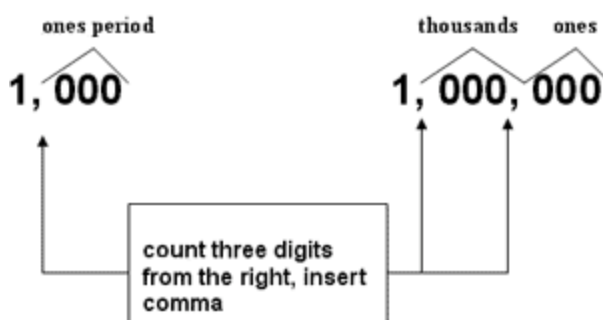 ones period
thousands ones
1, 000
1, 000, 000
count three digits
from the right, insert
comma